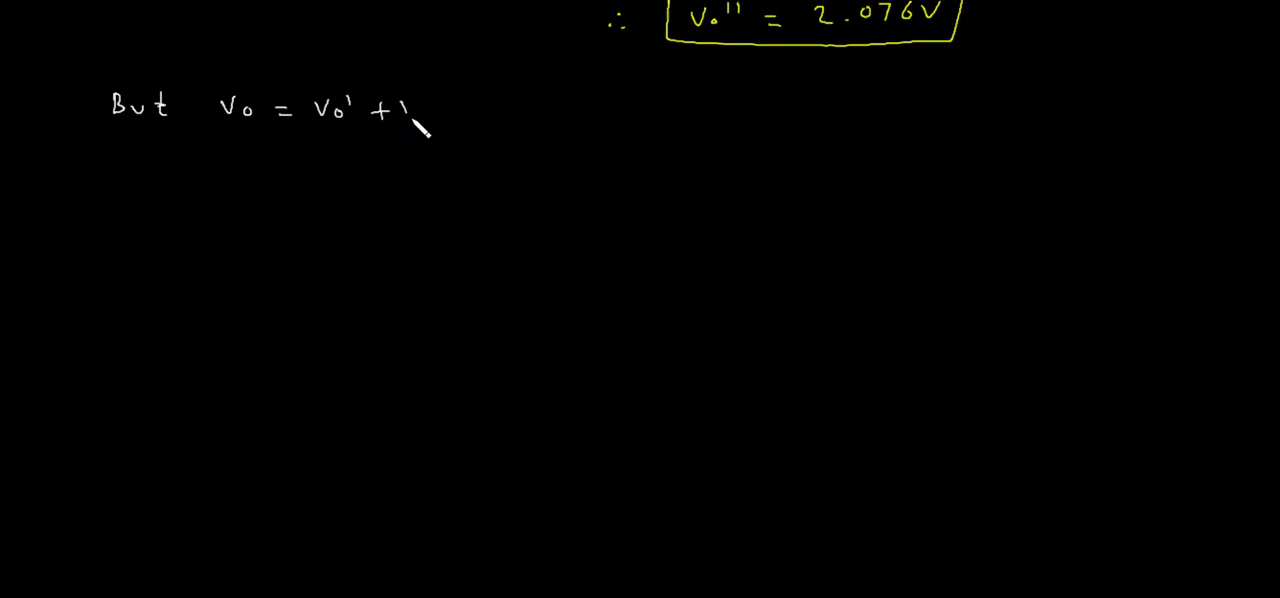 ∴ Vo'' = 2.076V
But Vo = Vo' +